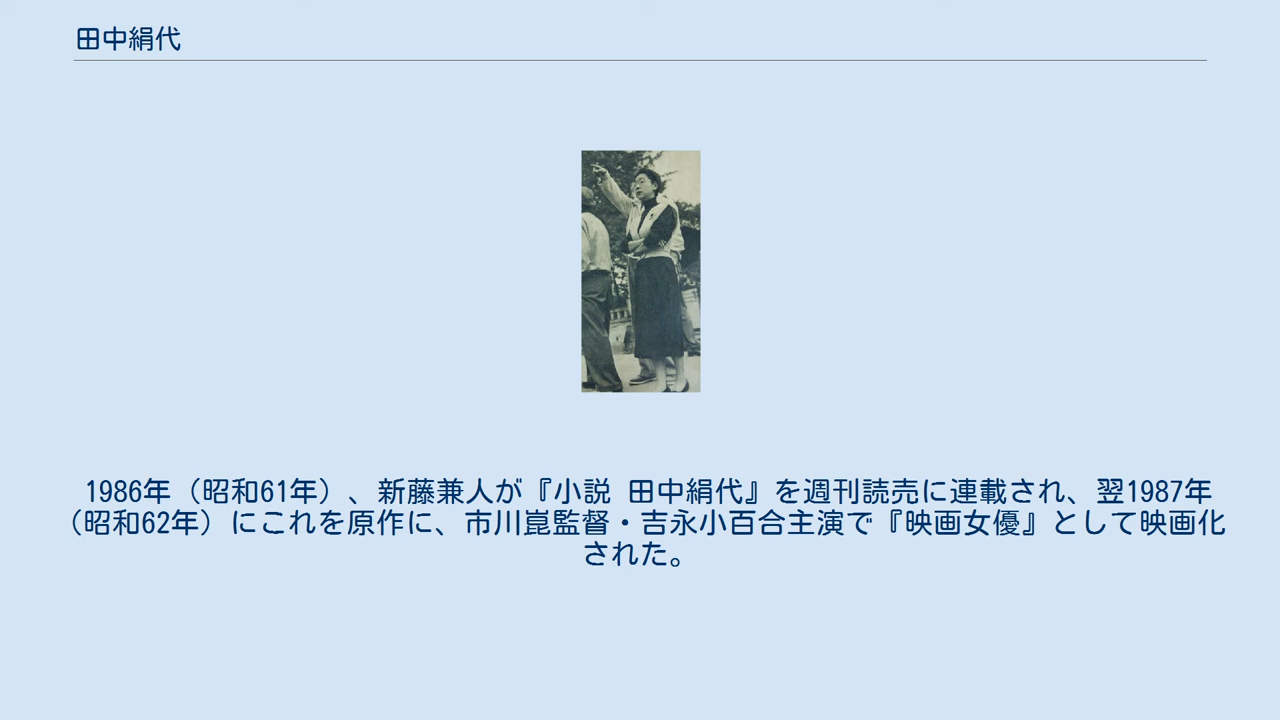 田中絹代
1986年（昭和61年）、新藤兼人が『小説 田中絹代』を週刊読売に連載され、翌1987年
（昭和62年）にこれを原作に、市川崑監督・吉永小百合主演で『映画女優』として映画化
された。